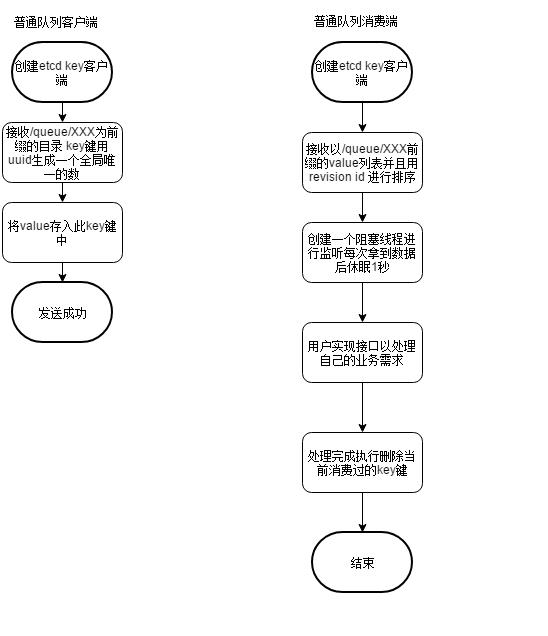 普通队列客户端
创建etcd key客户
端
接收/queue/XXX为前
缀的目录 key键用
uuid生成一个全局唯
一的数
将value存入此key键
中
发送成功
普通队列消费端
创建etcd key客户
端
接收以/queue/XXX前
缀的value列表并且用
revision id 进行排序
创建一个阻塞线程进
行监听每次拿到数据
后休眠1秒
用户实现接口以处理
自己的业务需求
处理完成执行删除当
前消费过的key键
结束